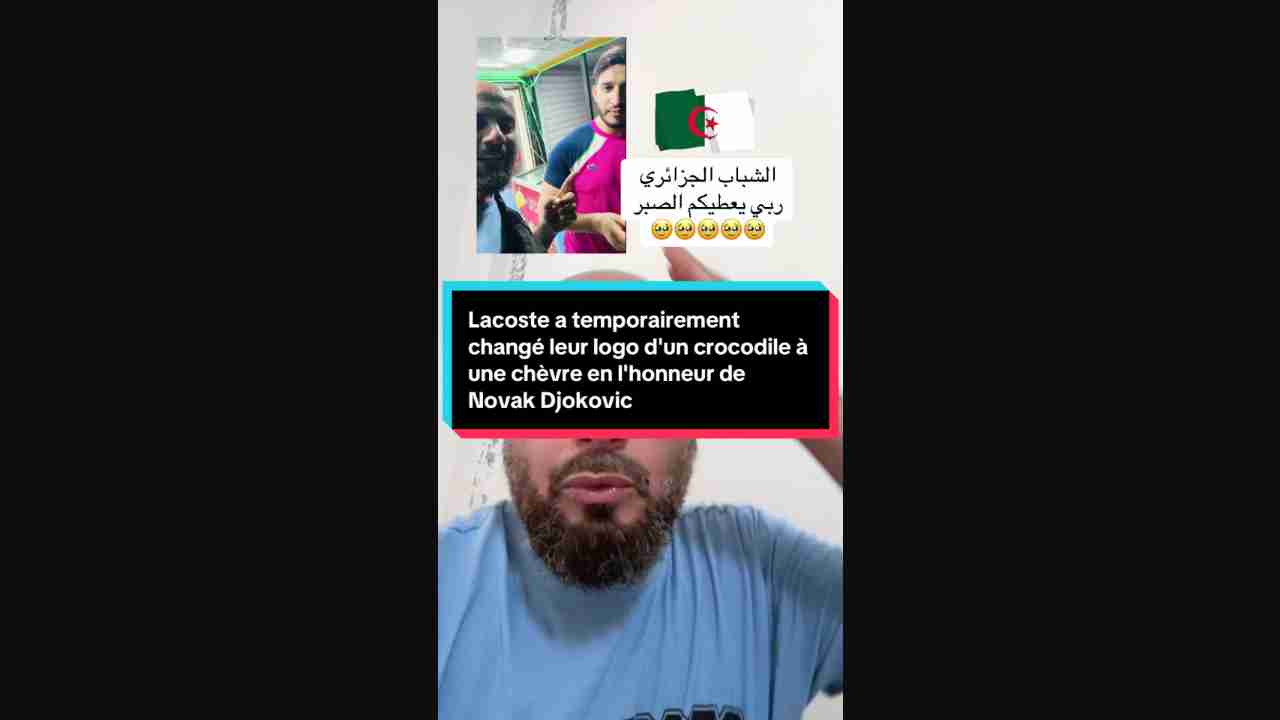 الشباب الجزائري
ربي يعطيكم الصبر
🥹🥹🥹🥹🥹
Lacoste a temporairement
changé leur logo d'un crocodile à
une chèvre en l'honneur de
Novak Djokovic